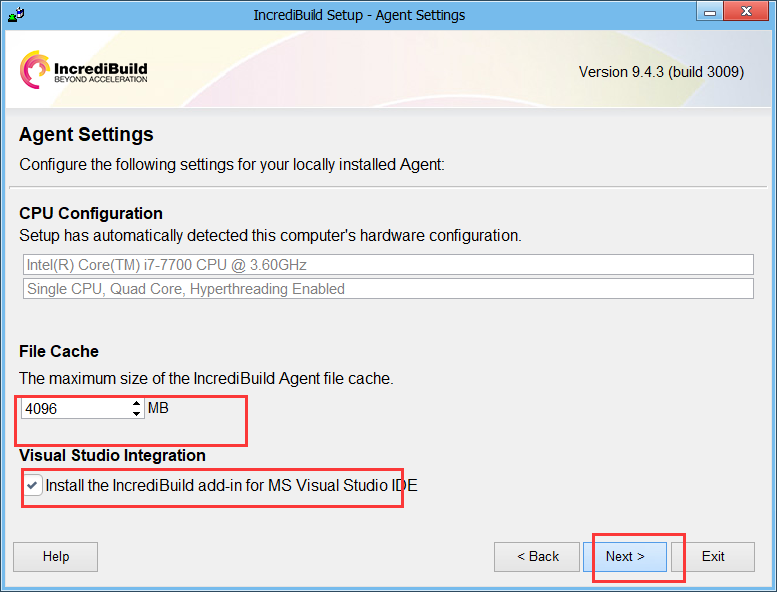 IncrediBuild Setup - Agent Settings
IncrediBuild
BEYOND ACCELERATION
Version 9.4.3 (build 3009)
Agent Settings
Configure the following settings for your locally installed Agent:
CPU Configuration
Setup has automatically detected this computer's hardware configuration.
Intel(R) Core(TM) i7-7700 CPU @ 3.60GHz
Single CPU, Quad Core, Hyperthreading Enabled
File Cache
The maximum size of the IncrediBuild Agent file cache.
4096 MB
Visual Studio Integration
Install the IncrediBuild add-in for MS Visual Studio IDE
Help < Back Next > Exit